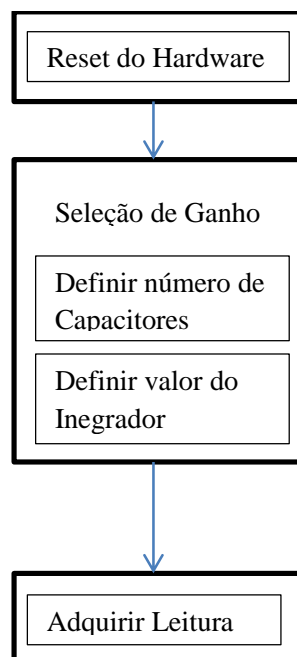 Reset do Hardware
Seleção de Ganho
Definir número de
Capacitores
Definir valor do
Inegrador
Adquirir Leitura